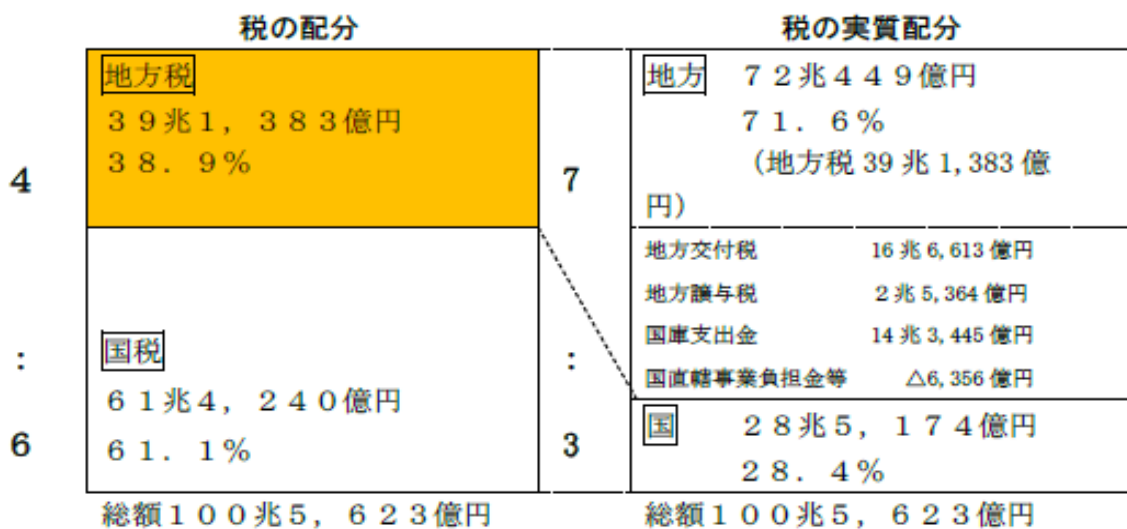 税の配分
地方税
３９兆１，３８３億円
３８．９％
4
:
6
国税
６１兆４，２４０億円
６１．１％
総額１００兆５，６２３億円
税の実質配分
7
:
3
地方　７２兆４４９億円
７１．６％
（地方税 39 兆 1,383 億
円）
地方交付税　16 兆 6,613 億円
地方譲与税　2 兆 5,364 億円
国庫支出金　14 兆 3,445 億円
国直轄事業負担金等　△6,356 億円
国　２８兆５，１７４億円
２８．４％
総額１００兆５，６２３億円